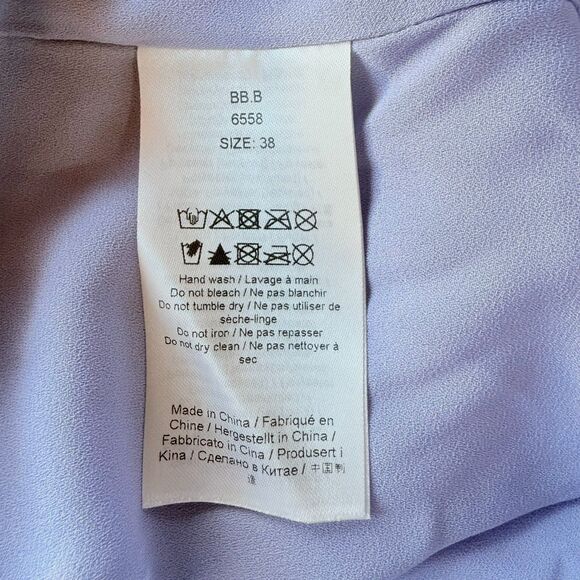 BB.B
6558
SIZE: 38
Hand wash / Lavage à main
Do not bleach / Ne pas blanchir
Do not tumble dry / Ne pas utiliser de
sèche-linge
Do not iron / Ne pas repasser
Do not dry clean / Ne pas nettoyer à
sec
Made in China / Fabriqué en
Chine / Hergestellt in China /
Fabbricato in Cina / Produsert i
Kina / Сделано в Китае / 中国制
造